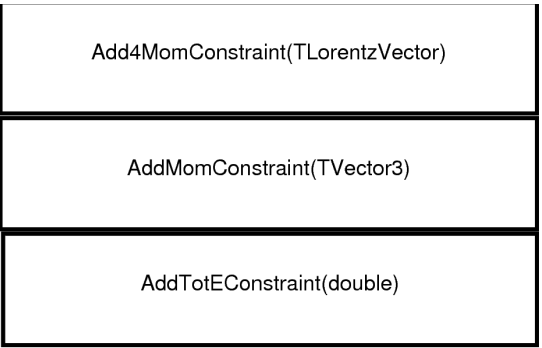 Add4MomConstraint(TLorentzVector)
AddMomConstraint(TVector3)
AddTotEConstraint(double)